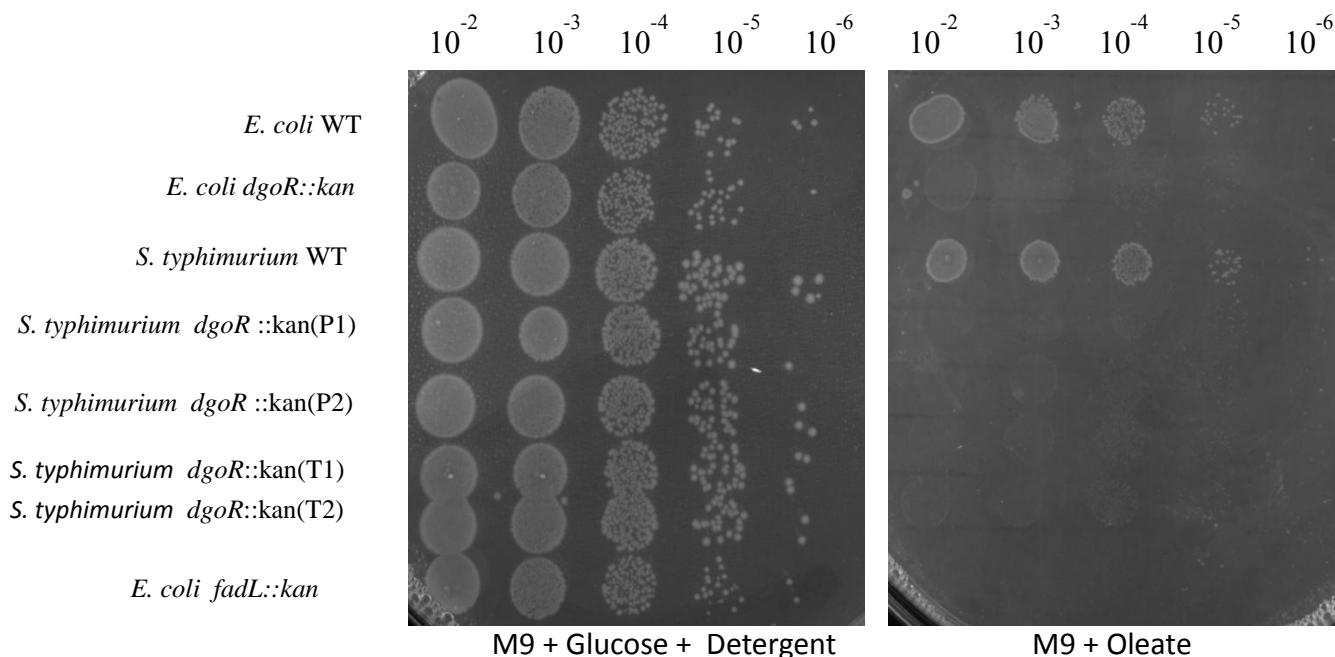 10-2 10-3 10-4 10-5 10-6 10-2 10-3 10-4 10-5 10-6
E. coli WT
E. coli dgoR::kan
S. typhimurium WT
S. typhimurium dgoR ::kan(P1)
S. typhimurium dgoR ::kan(P2)
S. typhimurium dgoR::kan(T1)
S. typhimurium dgoR::kan(T2)
E. coli fadL::kan
M9 + Glucose + Detergent M9 + Oleate